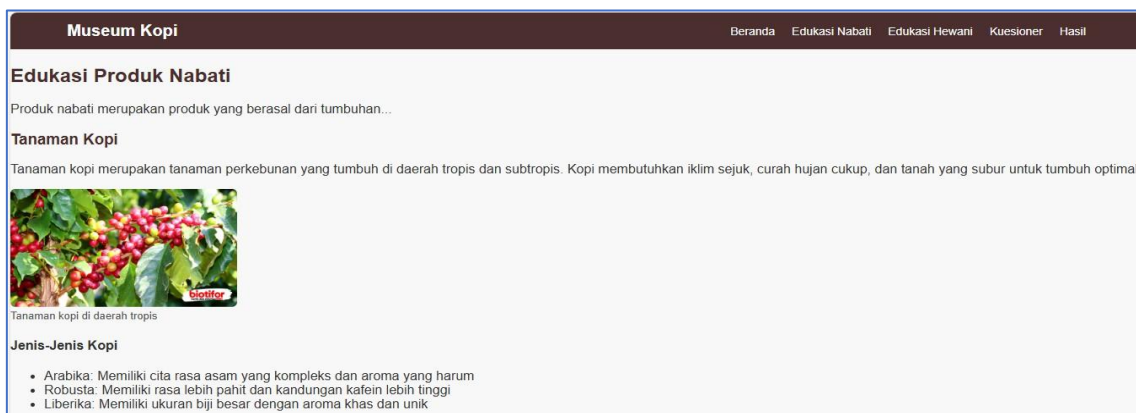 Museum Kopi
Beranda Edukasi Nabati Edukasi Hewani Kuesioner Hasil
Edukasi Produk Nabati
Produk nabati merupakan produk yang berasal dari tumbuhan...
Tanaman Kopi
Tanaman kopi merupakan tanaman perkebunan yang tumbuh di daerah tropis dan subtropis. Kopi membutuhkan iklim sejuk, curah hujan cukup, dan tanah yang subur untuk tumbuh optimal
biotifor
Tanaman kopi di daerah tropis
Jenis-Jenis Kopi
• Arabika: Memiliki cita rasa asam yang kompleks dan aroma yang harum
• Robusta: Memiliki rasa lebih pahit dan kandungan kafein lebih tinggi
• Liberika: Memiliki ukuran biji besar dengan aroma khas dan unik